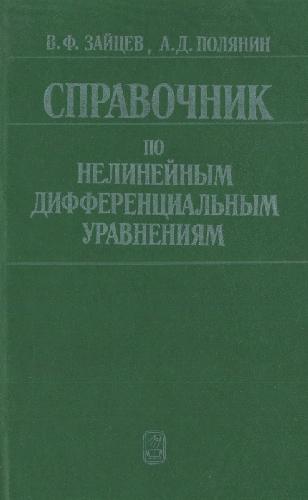 В.Ф. ЗАЙЦЕВ, А.Д. ПОЛЯНИН
СПРАВОЧНИК
ПО
НЕЛИНЕЙНЫМ
ДИФФЕРЕНЦИАЛЬНЫМ
УРАВНЕНИЯМ